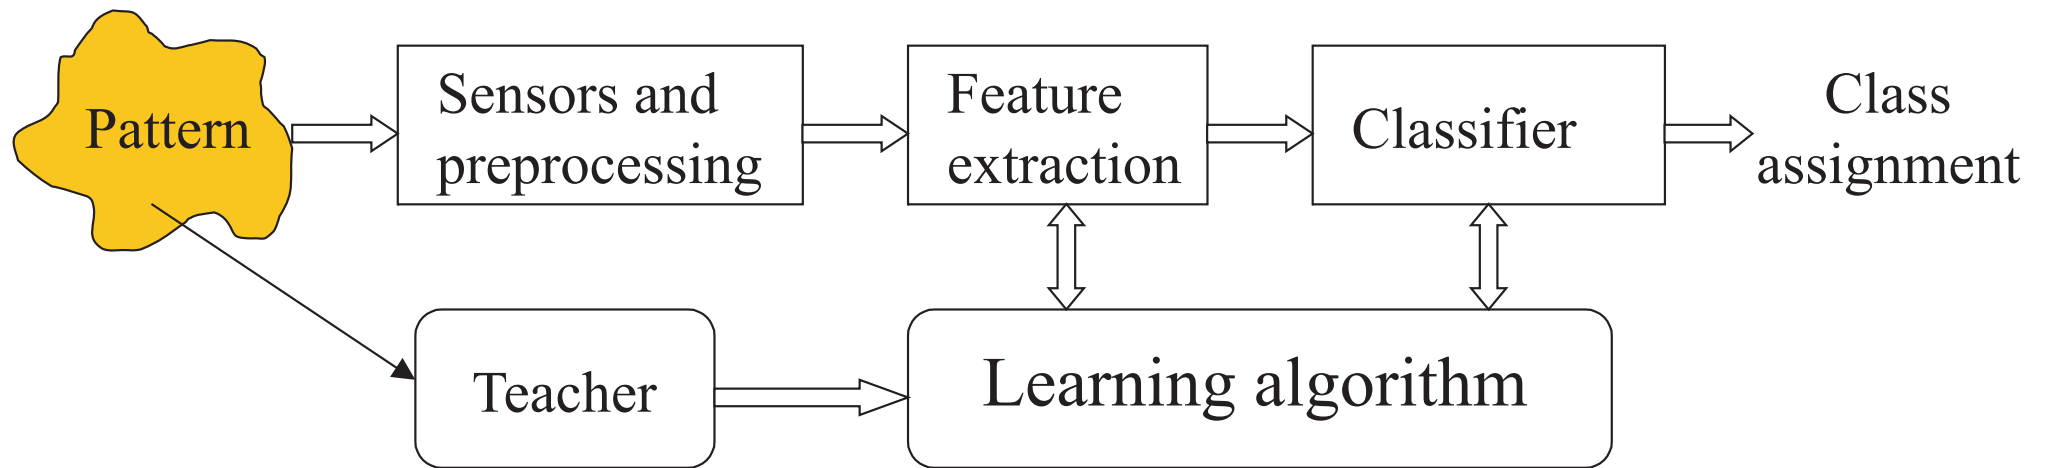 Pattern
Sensors and
preprocessing
Feature
extraction
Classifier
Class
assignment
Teacher
Learning algorithm